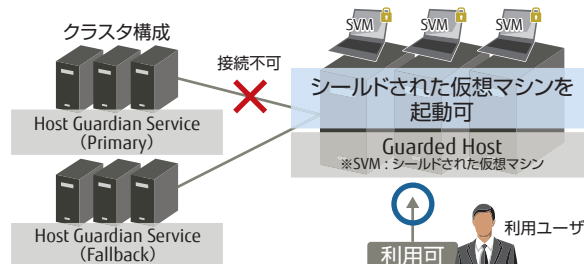 クラスタ構成
Host Guardian Service
(Primary)
Host Guardian Service
(Fallback)
接続不可
SVM
SVM
SVM
シールドされた仮想マシンを
起動可
Guarded Host
※SVM：シールドされた仮想マシン
利用可
利用ユーザ